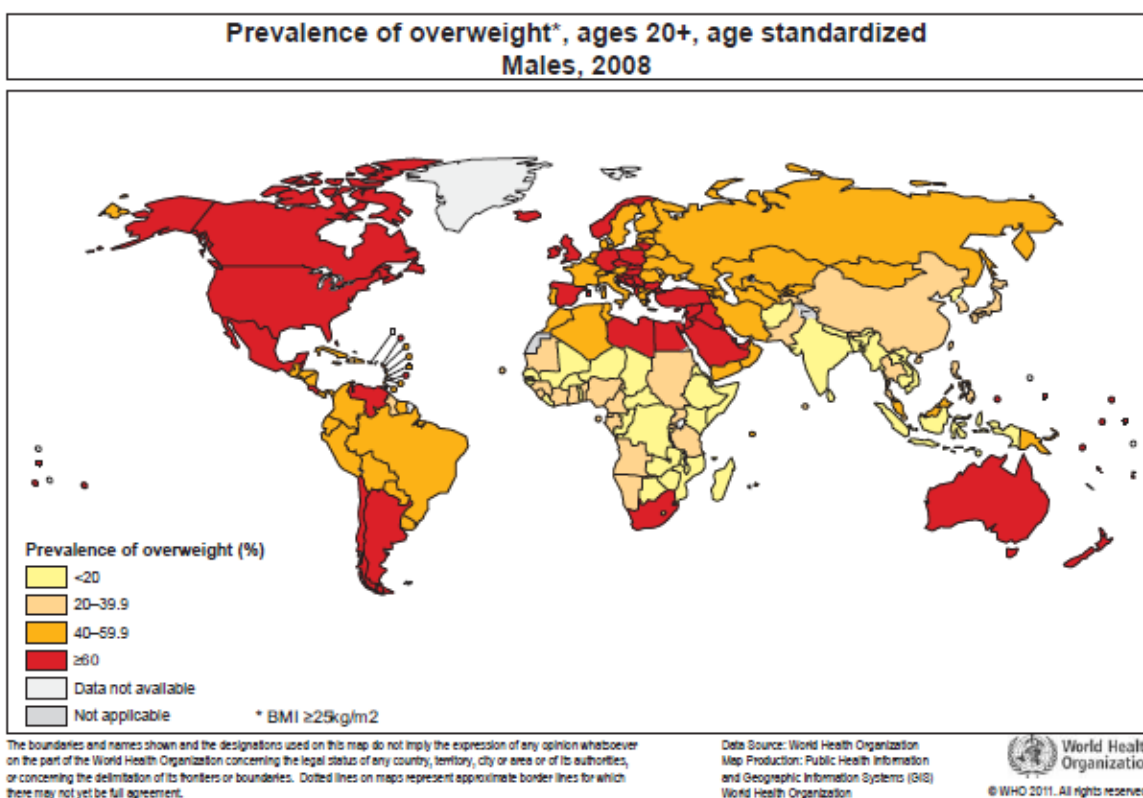 Prevalence of overweight*, ages 20+, age standardized
Males, 2008
Prevalence of overweight (%)
<20
20–39.9
40–59.9
≥60
Data not available
Not applicable
* BMI ≥25kg/m2
The boundaries and names shown and the designations used on this map do not imply the expression of any opinion whatsoever
on the part of the World Health Organization concerning the legal status of any country, territory, city or area or of its authorities,
or concerning the delimitation of its frontiers or boundaries. Dotted lines on maps represent approximate border lines for which
there may not yet be full agreement.
Data Source: World Health Organization
Map Production: Public Health Information
and Geographic Information Systems (GIS)
World Health Organization
World Healt
Organizatio
© WHO 2011. All rights reserve